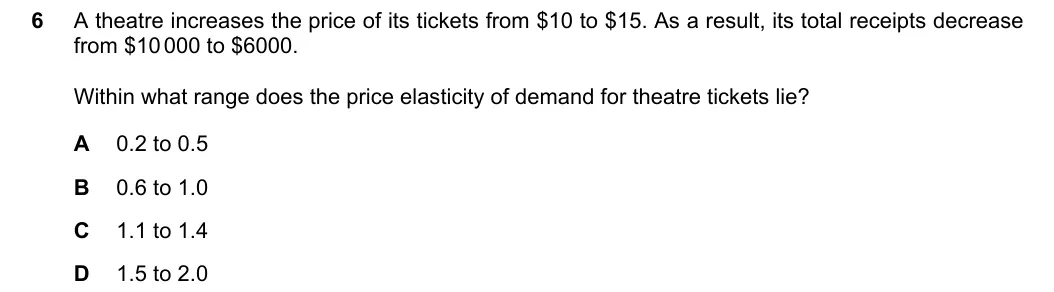 6 A theatre increases the price of its tickets from $10 to $15. As a result, its total receipts decrease
from $10 000 to $6000.
Within what range does the price elasticity of demand for theatre tickets lie?
A 0.2 to 0.5
B 0.6 to 1.0
C 1.1 to 1.4
D 1.5 to 2.0